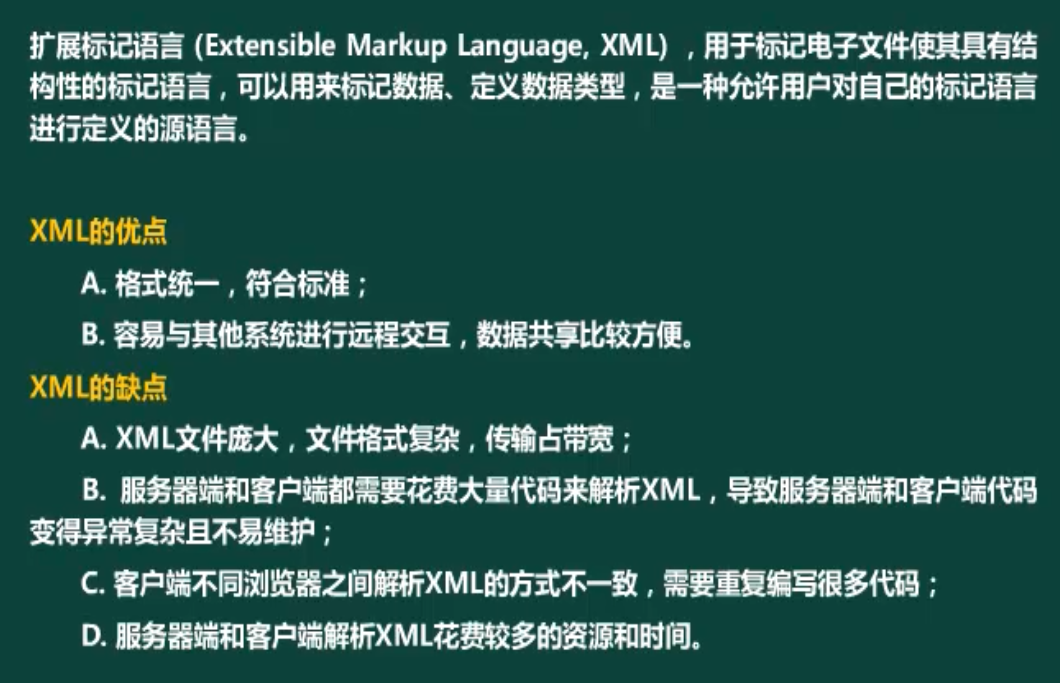 扩展标记语言 (Extensible Markup Language, XML) ，用于标记电子文件使其具有结
构性的标记语言，可以用来标记数据、定义数据类型，是一种允许用户对自己的标记语言
进行定义的源语言。
XML的优点
A. 格式统一，符合标准；
B. 容易与其他系统进行远程交互，数据共享比较方便。
XML的缺点
A. XML文件庞大，文件格式复杂，传输占带宽；
B. 服务器端和客户端都需要花费大量代码来解析XML，导致服务器端和客户端代码
变得异常复杂且不易维护；
C. 客户端不同浏览器之间解析XML的方式不一致，需要重复编写很多代码；
D. 服务器端和客户端解析XML花费较多的资源和时间。